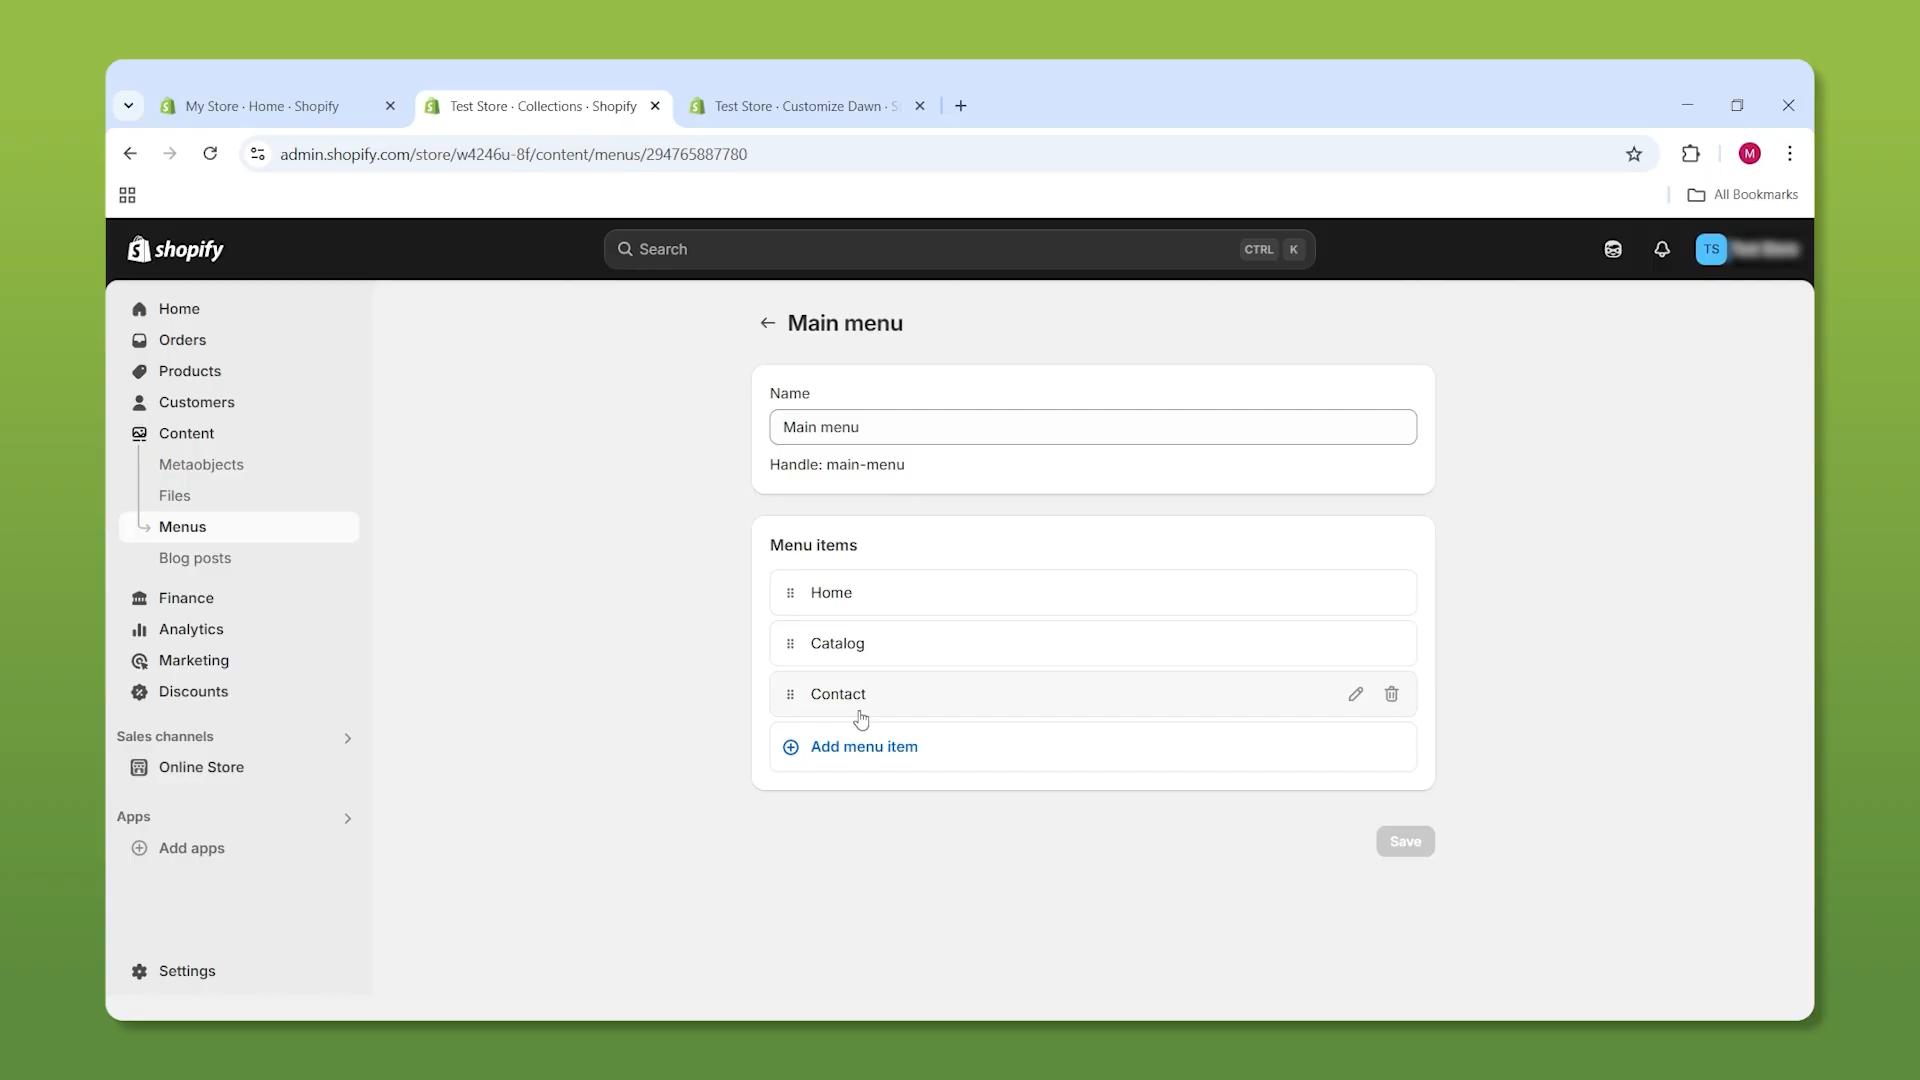 My Store · Home · Shopify
Test Store · Collections · Shopify
Test Store · Customize Dawn ·
admin.shopify.com/store/w4246u-8f/content/menus/294765887780
M
All Bookmarks
shopify
Search
CTRL K
TS
Home
Orders
Products
Customers
Content
Metaobjects
Files
Menus
Blog posts
Finance
Analytics
Marketing
Discounts
Sales channels
Online Store
Apps
Add apps
Settings
Main menu
Name
Main menu
Handle: main-menu
Menu items
Home
Catalog
Contact
Add menu item
Save